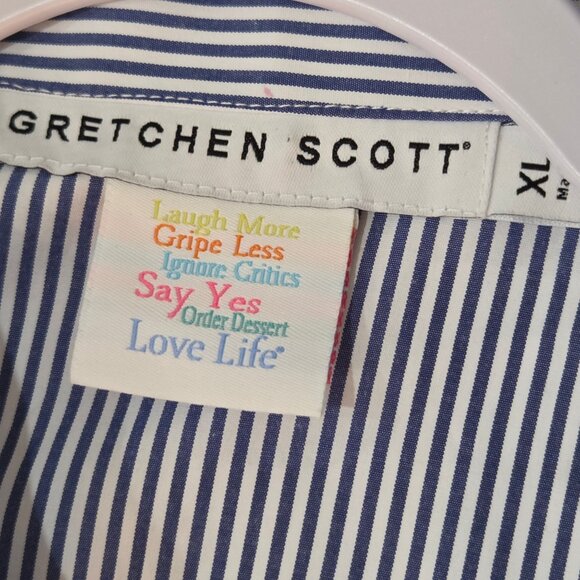 GRETCHEN SCOTT®
XL
Laugh More
Gripe Less
Ignore Critics
Say Yes
Order Dessert
Love Life®